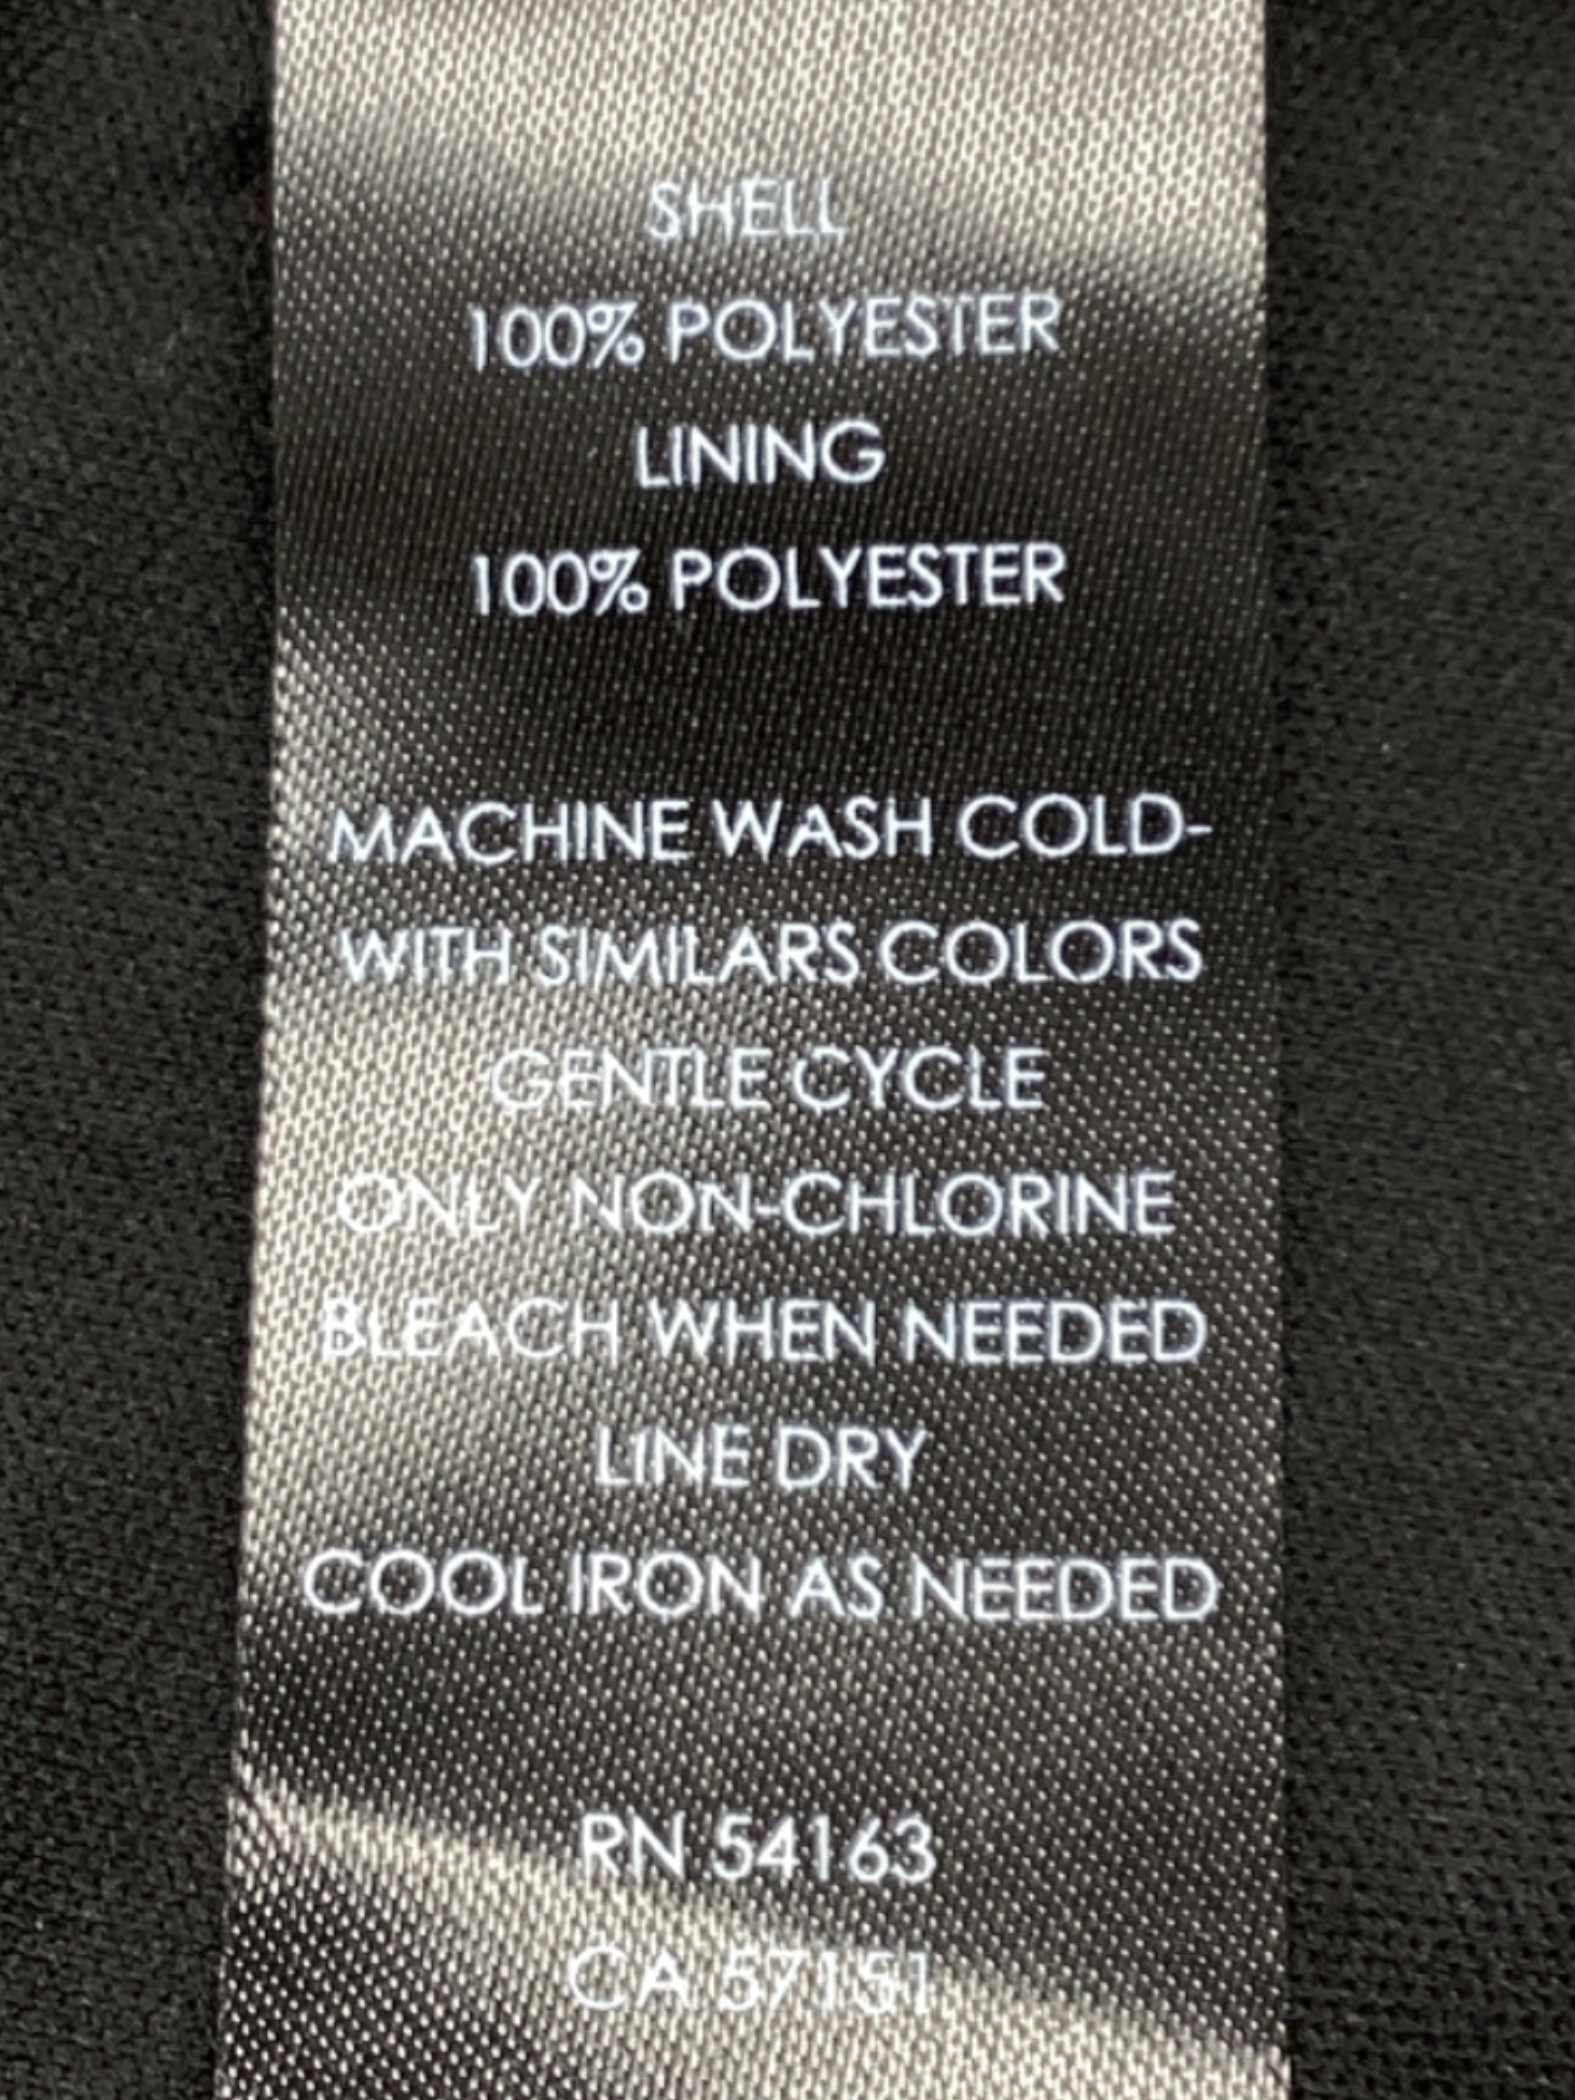 SHELL
100% POLYESTER
LINING
100% POLYESTER
MACHINE WASH COLD-
WITH SIMILARS COLORS
GENTLE CYCLE
ONLY NON-CHLORINE
BLEACH WHEN NEEDED
LINE DRY
COOL IRON AS NEEDED
RN 54163
CA 57151